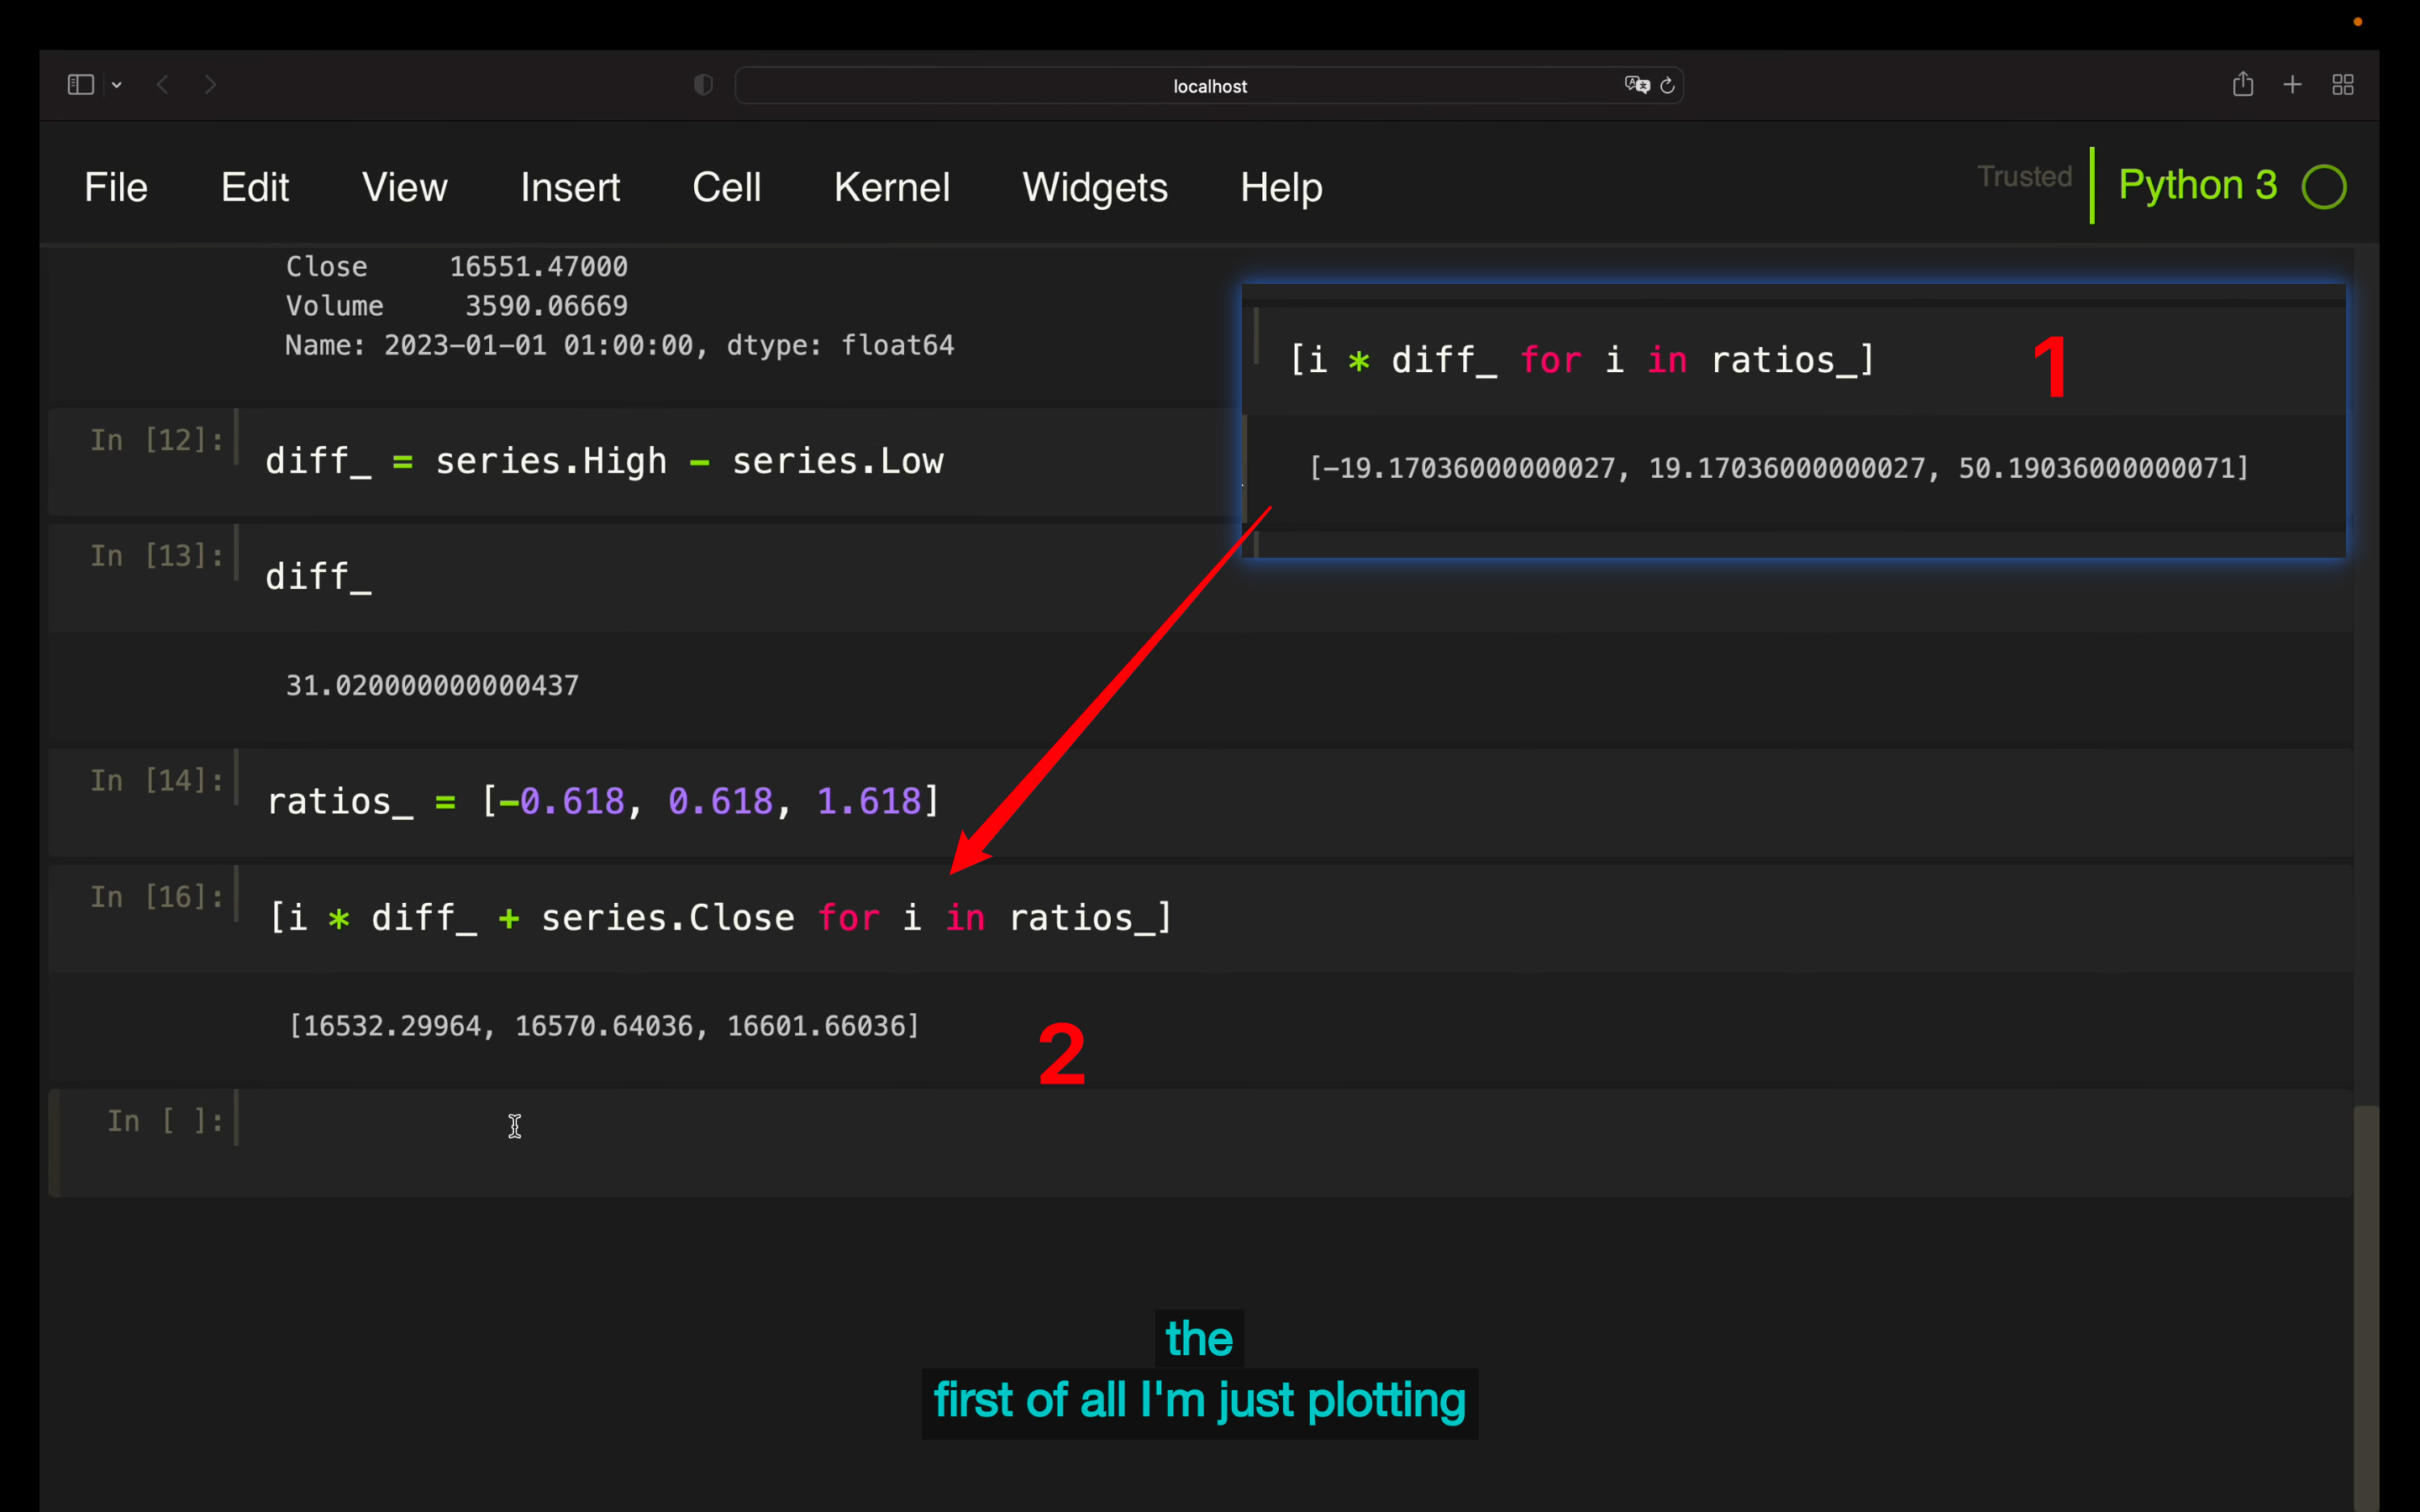 localhost
File Edit View Insert Cell Kernel Widgets Help Trusted Python 3
Close 16551.47000
Volume 3590.06669
Name: 2023-01-01 01:00:00, dtype: float64
[i * diff_ for i in ratios_] 1
[-19.17036000000027, 19.17036000000027, 50.19036000000071]
In [12]: diff_ = series.High - series.Low
In [13]: diff_
31.020000000000437
In [14]: ratios_ = [-0.618, 0.618, 1.618]
In [16]: [i * diff_ + series.Close for i in ratios_]
[16532.29964, 16570.64036, 16601.66036]
2
In [ ]:
the
first of all I'm just plotting